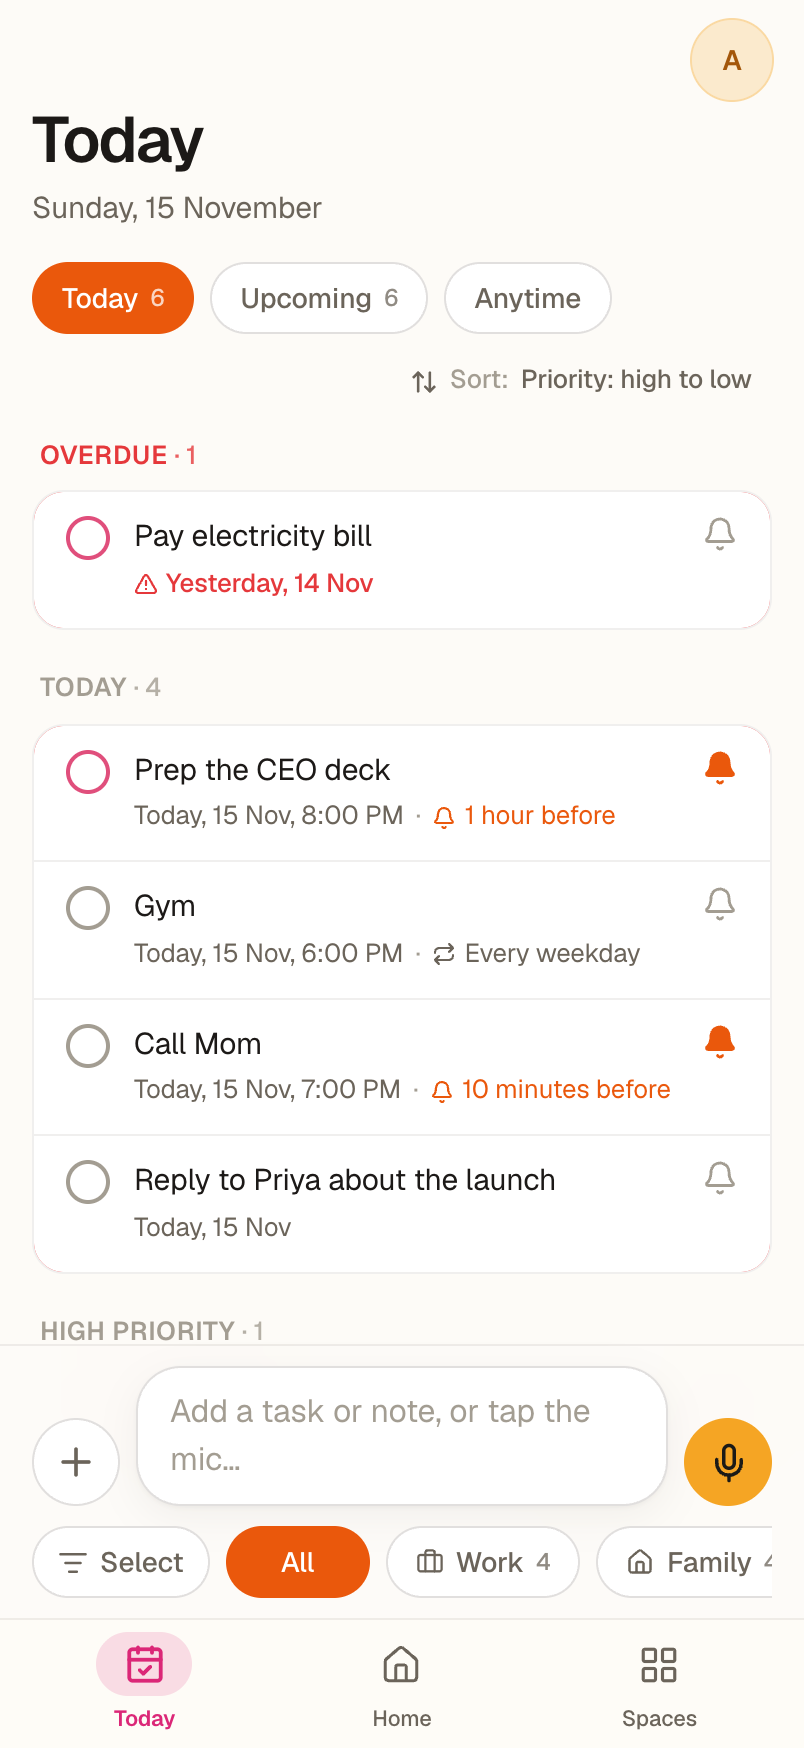 A
Today
Sunday, 15 November
Today 6
Upcoming 6
Anytime
Sort: Priority: high to low
OVERDUE · 1
Pay electricity bill
Yesterday, 14 Nov
TODAY · 4
Prep the CEO deck
Today, 15 Nov, 8:00 PM · 1 hour before
Gym
Today, 15 Nov, 6:00 PM · Every weekday
Call Mom
Today, 15 Nov, 7:00 PM · 10 minutes before
Reply to Priya about the launch
Today, 15 Nov
HIGH PRIORITY · 1
Add a task or note, or tap the
mic...
Select
All
Work 4
Family 4
Today
Home
Spaces